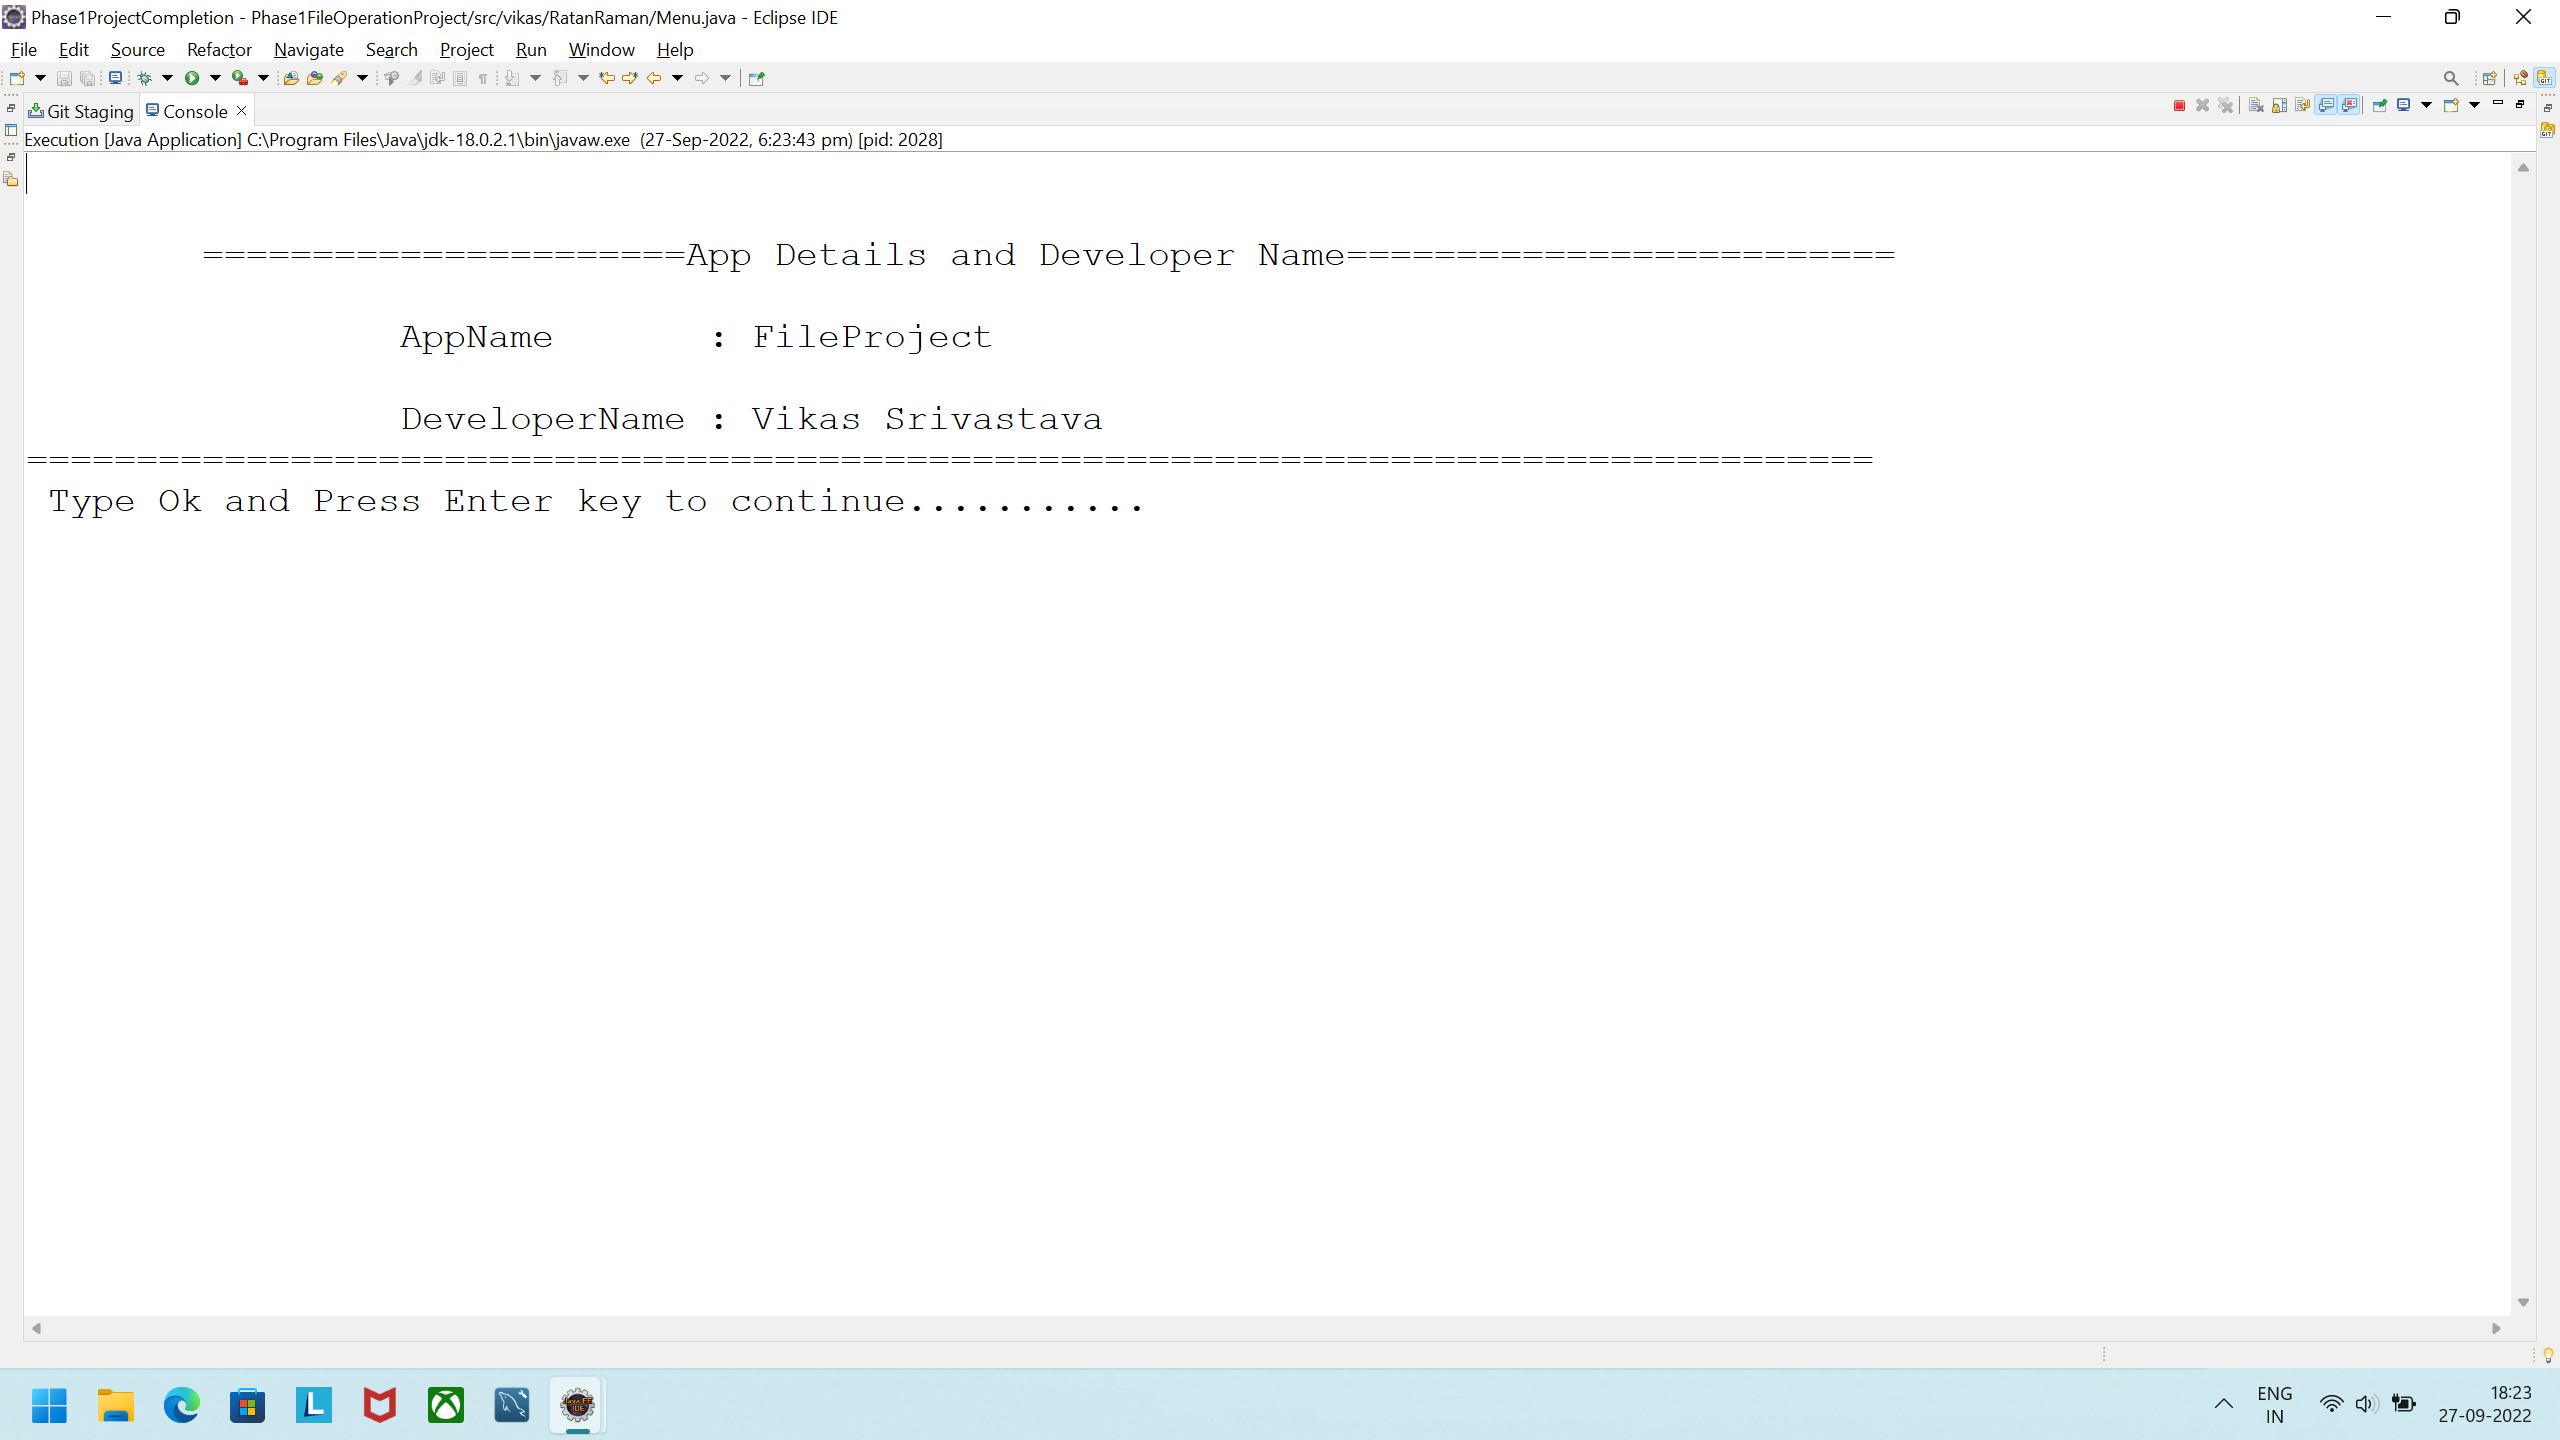 Phase1ProjectCompletion - Phase1FileOperationProject/src/vikas/RatanRaman/Menu.java - Eclipse IDE
File Edit Source Refactor Navigate Search Project Run Window Help
Git Staging Console
Execution [Java Application] C:\Program Files\Java\jdk-18.0.2.1\bin\javaw.exe (27-Sep-2022, 6:23:43 pm) [pid: 2028]
======================App Details and Developer Name=========================
AppName : FileProject
DeveloperName : Vikas Srivastava
====================================================================================
Type Ok and Press Enter key to continue...........
ENG
IN
18:23
27-09-2022